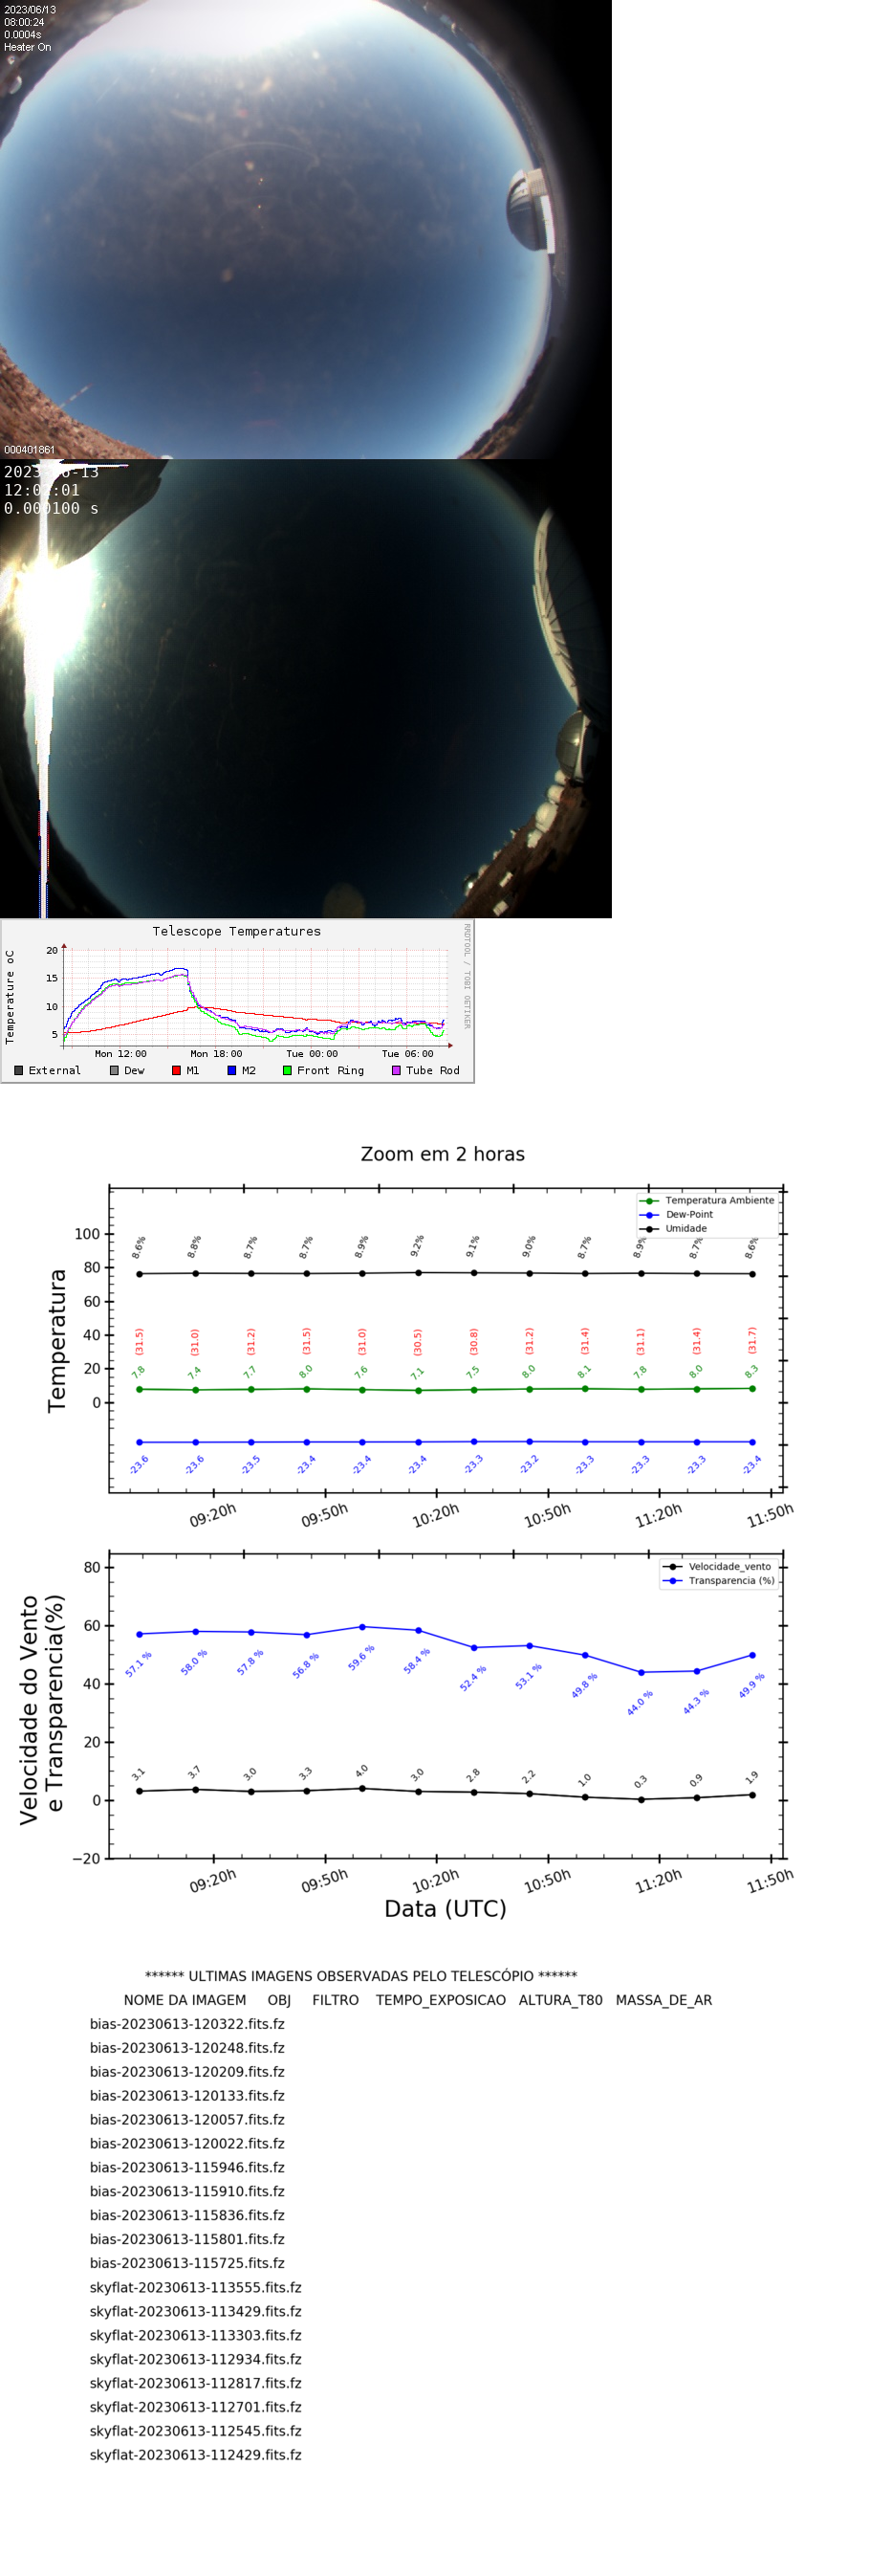 2023/06/13
08:00:24
0.0004s
Heater On
000401861
2023-06-13
12:0 :01
0.000100 s
Telescope Temperatures
RRDTOOL / TOBI OETIKER
Temperature oC
20
15
10
5
Mon 12:00 Mon 18:00 Tue 00:00 Tue 06:00
External Dew M1 M2 Front Ring Tube Rod
Zoom em 2 horas
Temperatura Ambiente
Dew-Point
Umidade
Temperatura
100
80
60
40
20
0
8.6% 8.8% 8.7% 8.7% 8.9% 9.2% 9.1% 9.0% 8.7% 8.9% 8.7% 8.6%
(31.5) (31.0) (31.2) (31.5) (31.0) (30.5) (30.8) (31.2) (31.4) (31.1) (31.4) (31.7)
7.8 7.4 7.7 8.0 7.6 7.1 7.5 8.0 8.1 7.8 8.0 8.3
-23.6 -23.6 -23.5 -23.4 -23.4 -23.4 -23.3 -23.2 -23.3 -23.3 -23.3 -23.4
09:20h 09:50h 10:20h 10:50h 11:20h 11:50h
Velocidade_vento
Transparencia (%)
Velocidade do Vento
e Transparencia(%)
80
60
40
20
0
−20
57.1 % 58.0 % 57.8 % 56.8 % 59.6 % 58.4 % 52.4 % 53.1 % 49.8 % 44.0 % 44.3 % 49.9 %
3.1 3.7 3.0 3.3 4.0 3.0 2.8 2.2 1.0 0.3 0.9 1.9
09:20h 09:50h 10:20h 10:50h 11:20h 11:50h
Data (UTC)
****** ULTIMAS IMAGENS OBSERVADAS PELO TELESCÓPIO ******
NOME DA IMAGEM OBJ FILTRO TEMPO_EXPOSICAO ALTURA_T80 MASSA_DE_AR
bias-20230613-120322.fits.fz
bias-20230613-120248.fits.fz
bias-20230613-120209.fits.fz
bias-20230613-120133.fits.fz
bias-20230613-120057.fits.fz
bias-20230613-120022.fits.fz
bias-20230613-115946.fits.fz
bias-20230613-115910.fits.fz
bias-20230613-115836.fits.fz
bias-20230613-115801.fits.fz
bias-20230613-115725.fits.fz
skyflat-20230613-113555.fits.fz
skyflat-20230613-113429.fits.fz
skyflat-20230613-113303.fits.fz
skyflat-20230613-112934.fits.fz
skyflat-20230613-112817.fits.fz
skyflat-20230613-112701.fits.fz
skyflat-20230613-112545.fits.fz
skyflat-20230613-112429.fits.fz